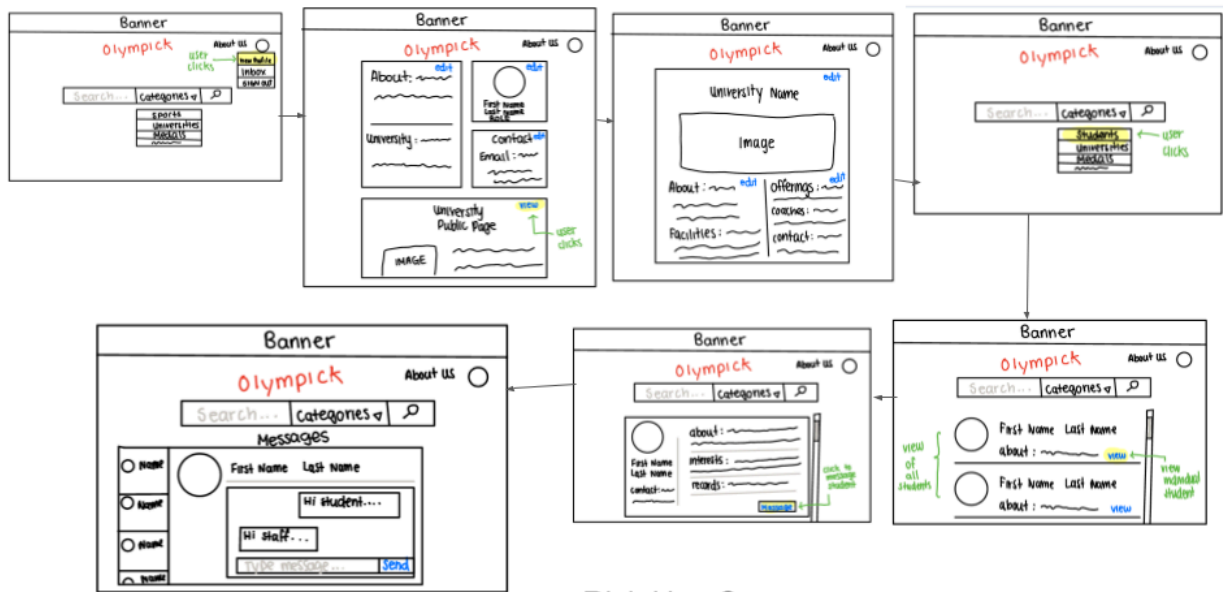 Banner
Olympick
About us
user clicks
View Profile
Inbox
sign out
Search... Categories
sports
universities
Medals
Banner
Olympick
About us
About: edit
University:
edit
First Name
Last Name
ROLE
Contact edit
Email:
University
Public Page
view
user clicks
IMAGE
Banner
Olympick
About us
edit
University Name
Image
About: edit
Facilities:
offerings: edit
coaches:
contact:
Banner
Olympick
About us
Search... Categories
Students
universities
Medals
user clicks
Banner
Olympick
About us
Search... Categories
Messages
Name
Name
Name
Name
First Name Last Name
Hi student....
Hi staff...
Type message... Send
Banner
Olympick
About us
Search... Categories
First Name
Last Name
contact:
about:
interests:
records:
Message
click to
message
student
Banner
Olympick
About us
Search... Categories
view
of
all
students
First Name Last Name
about: view
First Name Last Name
about: view
view
individual
student